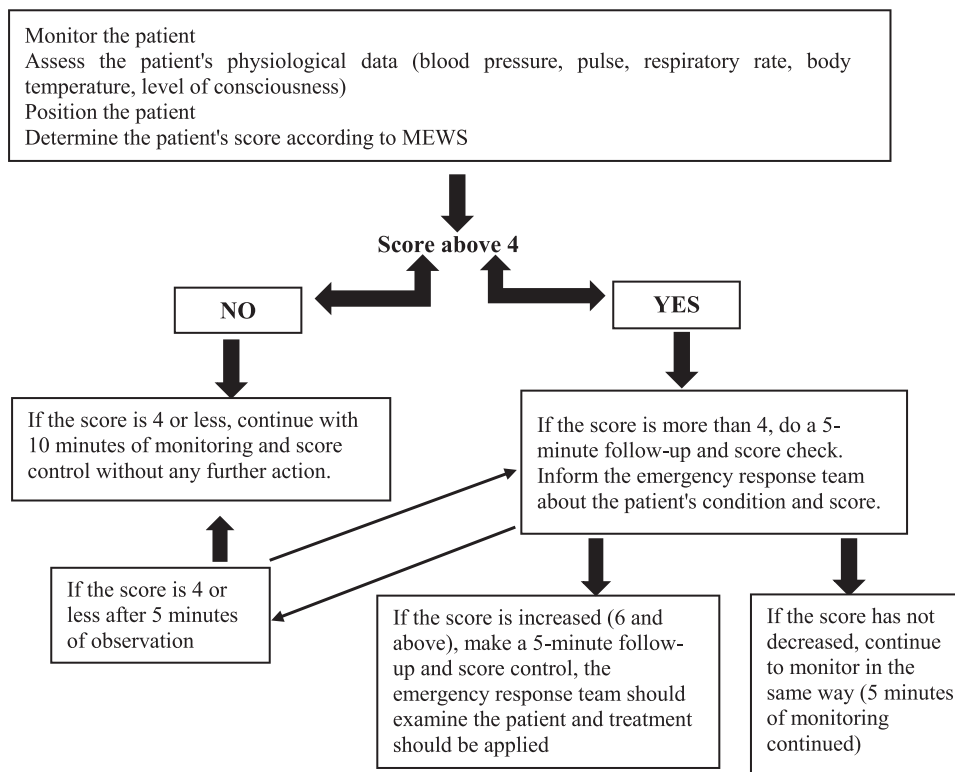 Monitor the patient
Assess the patient's physiological data (blood pressure, pulse, respiratory rate, body
temperature, level of consciousness)
Position the patient
Determine the patient's score according to MEWS
Score above 4
NO
YES
If the score is 4 or less, continue with
10 minutes of monitoring and score
control without any further action.
If the score is more than 4, do a 5-
minute follow-up and score check.
Inform the emergency response team
about the patient's condition and score.
If the score is 4 or
less after 5 minutes
of observation
If the score is increased (6 and
above), make a 5-minute follow-
up and score control, the
emergency response team should
examine the patient and treatment
should be applied
If the score has not
decreased, continue
to monitor in the
same way (5 minutes
of monitoring
continued)